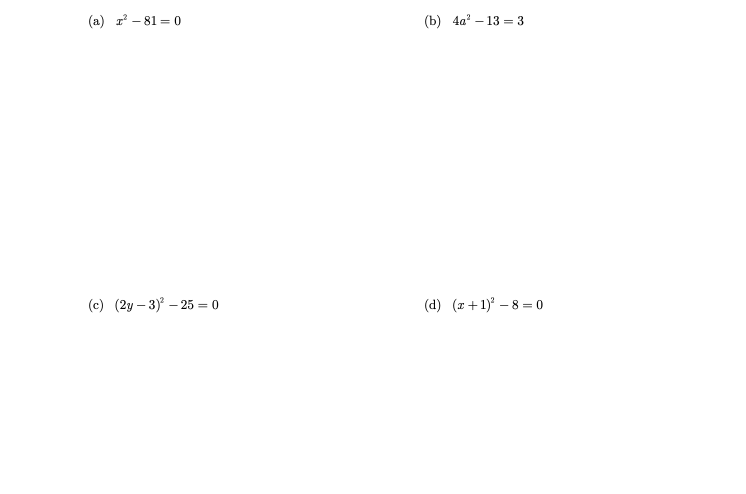 (a) x² − 81 = 0
(b) 4a² − 13 = 3
(c) (2y − 3)² − 25 = 0
(d) (x + 1)² − 8 = 0